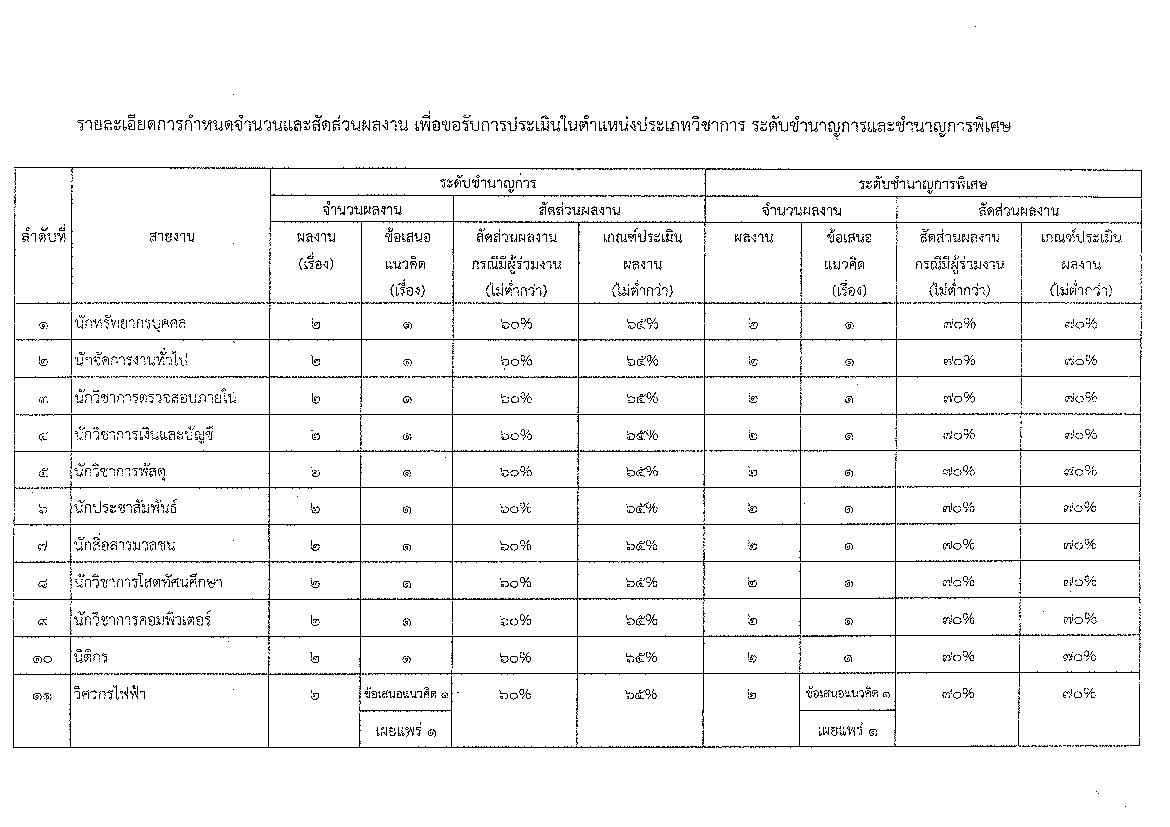 รายละเอียดการกำหนดจำนวนและสัดส่วนผลงาน เพื่อขอรับการประเมินในตำแหน่งประเภทวิชาการ ระดับชำนาญการและชำนาญการพิเศษ
ลำดับที่ สายงาน ระดับชำนาญการ ระดับชำนาญการพิเศษ
จำนวนผลงาน สัดส่วนผลงาน จำนวนผลงาน สัดส่วนผลงาน
ผลงาน ข้อเสนอ สัดส่วนผลงาน เกณฑ์ประเมิน ผลงาน ข้อเสนอ สัดส่วนผลงาน เกณฑ์ประเมิน
(เรื่อง) แนวคิด กรณีมีผู้ร่วมงาน ผลงาน แนวคิด กรณีมีผู้ร่วมงาน ผลงาน
(เรื่อง) (ไม่ต่ำกว่า) (ไม่ต่ำกว่า) (เรื่อง) (ไม่ต่ำกว่า) (ไม่ต่ำกว่า)
๑ นักทรัพยากรบุคคล ๒ ๑ ๖๐% ๖๕% ๒ ๑ ๗๐% ๗๐%
๒ นักจัดการงานทั่วไป ๒ ๑ ๖๐% ๖๕% ๒ ๑ ๗๐% ๗๐%
๓ นักวิชาการตรวจสอบภายใน ๒ ๑ ๖๐% ๖๕% ๒ ๑ ๗๐% ๗๐%
๔ นักวิชาการเงินและบัญชี ๒ ๑ ๖๐% ๖๕% ๒ ๑ ๗๐% ๗๐%
๕ นักวิชาการพัสดุ ๒ ๑ ๖๐% ๖๕% ๒ ๑ ๗๐% ๗๐%
๖ นักประชาสัมพันธ์ ๒ ๑ ๖๐% ๖๕% ๒ ๑ ๗๐% ๗๐%
๗ นักสื่อสารมวลชน ๒ ๑ ๖๐% ๖๕% ๒ ๑ ๗๐% ๗๐%
๘ นักวิชาการโสตทัศนศึกษา ๒ ๑ ๖๐% ๖๕% ๒ ๑ ๗๐% ๗๐%
๙ นักวิชาการคอมพิวเตอร์ ๒ ๑ ๖๐% ๖๕% ๒ ๑ ๗๐% ๗๐%
๑๐ นิติกร ๒ ๑ ๖๐% ๖๕% ๒ ๑ ๗๐% ๗๐%
๑๑ วิศวกรไฟฟ้า ๒ ข้อเสนอแนวคิด ๑ ๖๐% ๖๕% ๒ ข้อเสนอแนวคิด ๑ ๗๐% ๗๐%
เผยแพร่ ๑ เผยแพร่ ๑